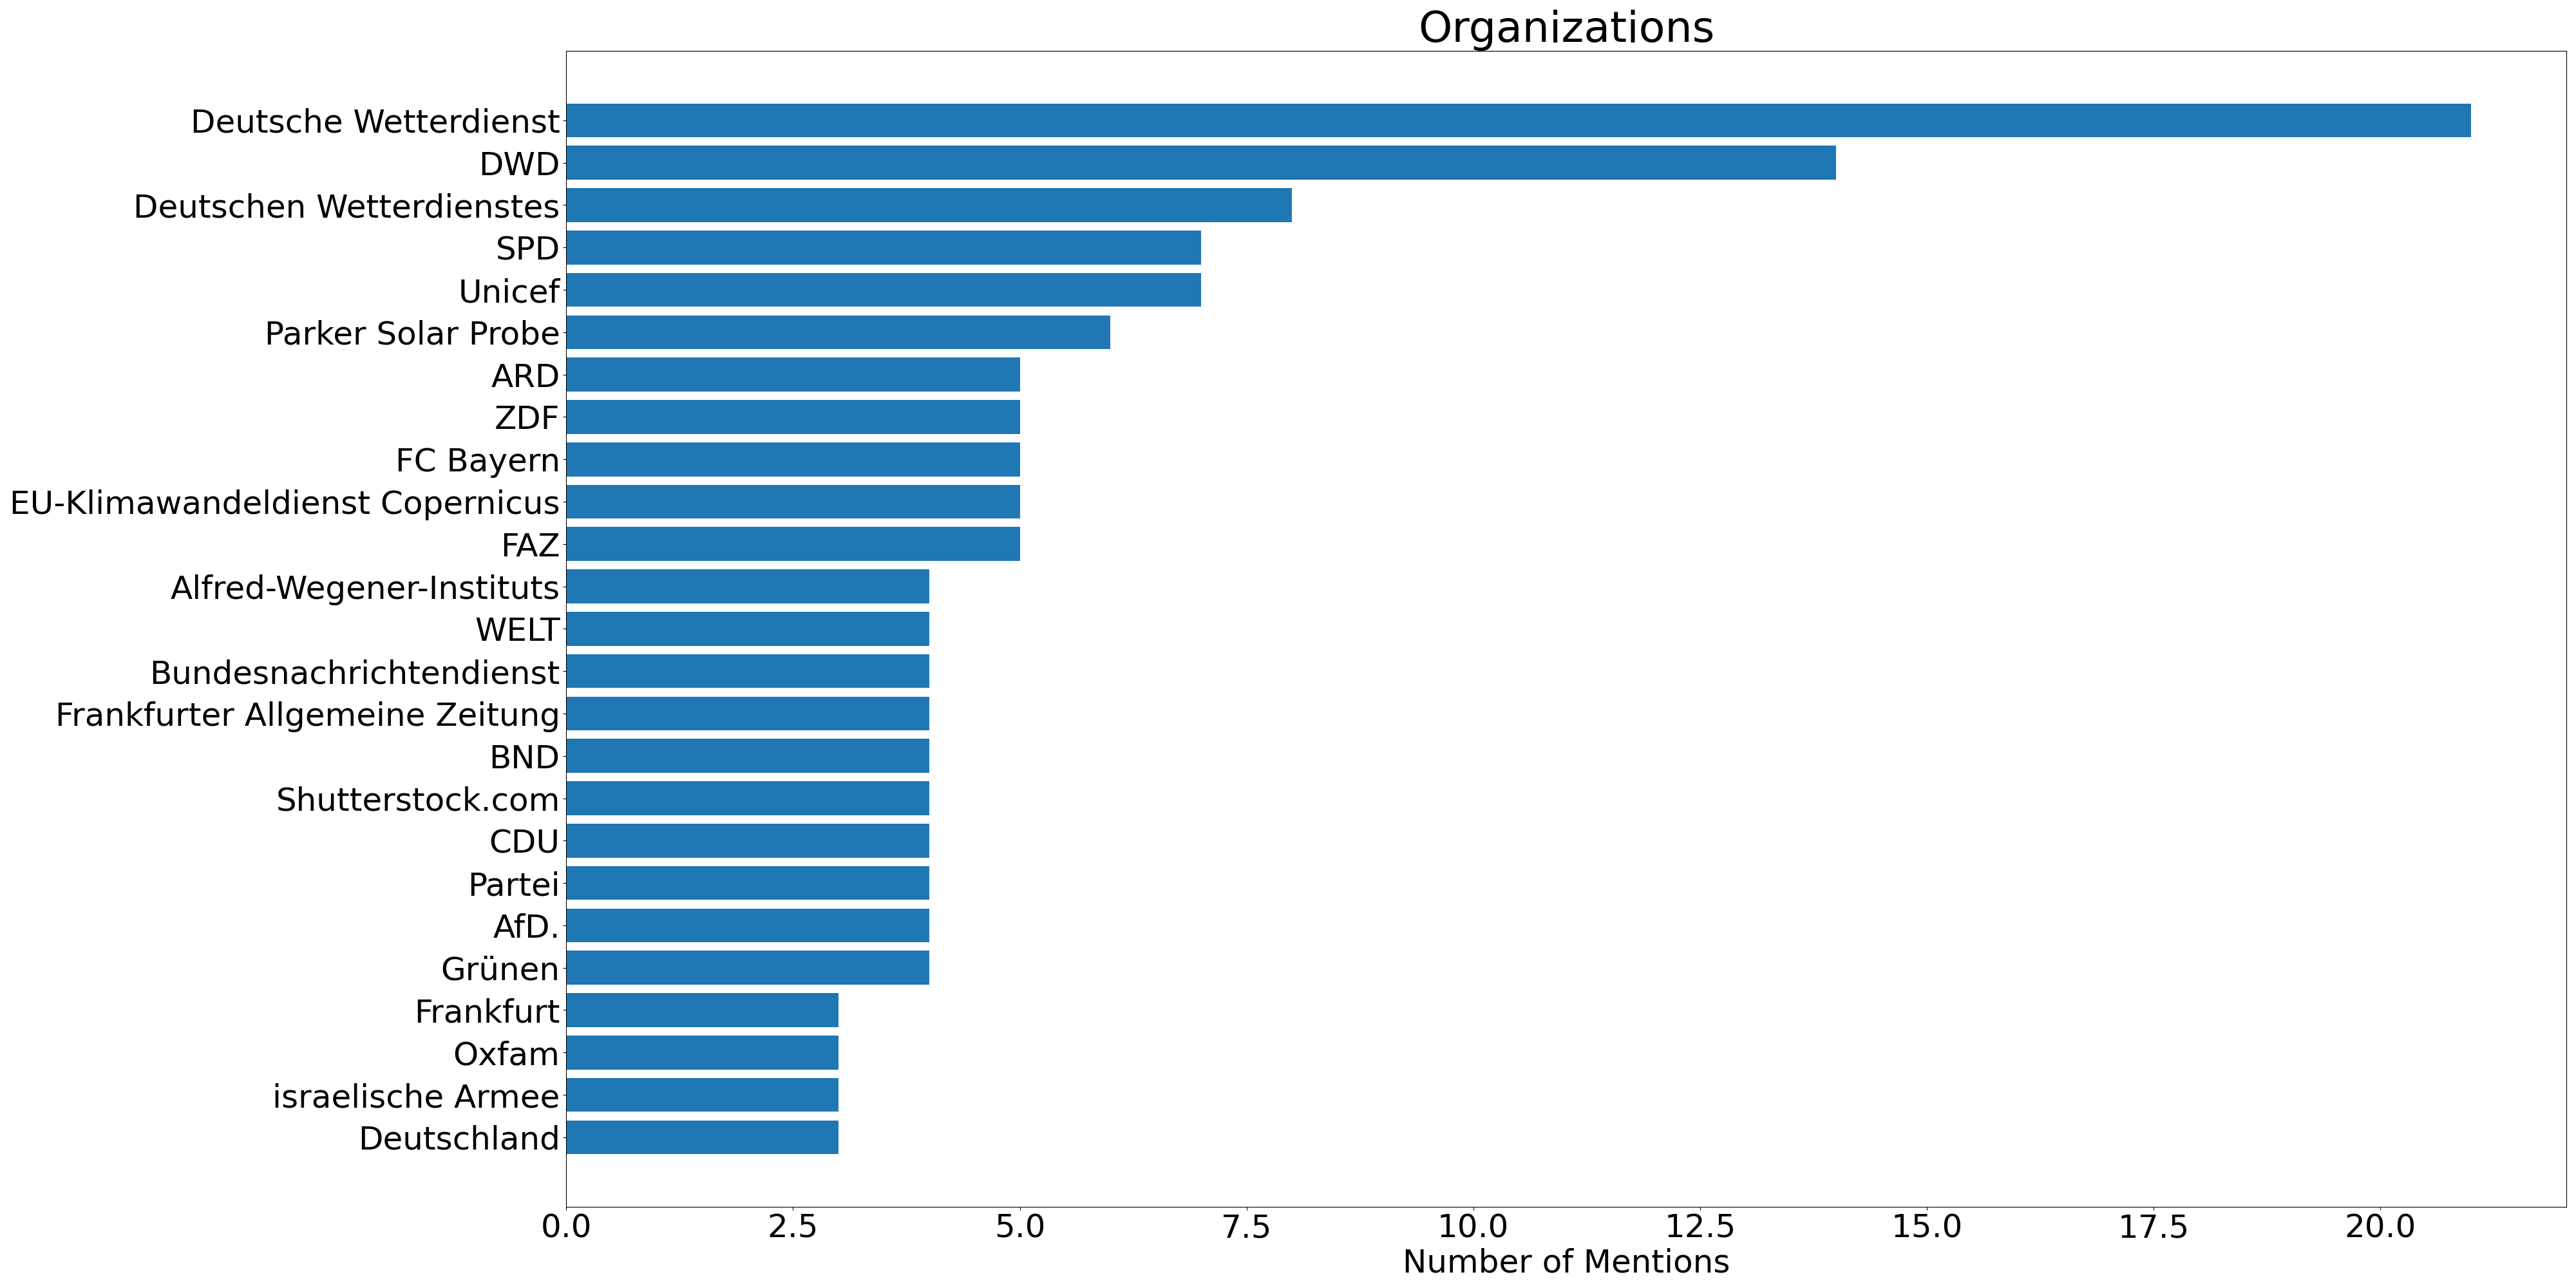 Organizations
Deutsche Wetterdienst
DWD
Deutschen Wetterdienstes
SPD
Unicef
Parker Solar Probe
ARD
ZDF
FC Bayern
EU-Klimawandeldienst Copernicus
FAZ
Alfred-Wegener-Instituts
WELT
Bundesnachrichtendienst
Frankfurter Allgemeine Zeitung
BND
Shutterstock.com
CDU
Partei
AfD.
Grünen
Frankfurt
Oxfam
israelische Armee
Deutschland
0.0 2.5 5.0 7.5 10.0 12.5 15.0 17.5 20.0
Number of Mentions